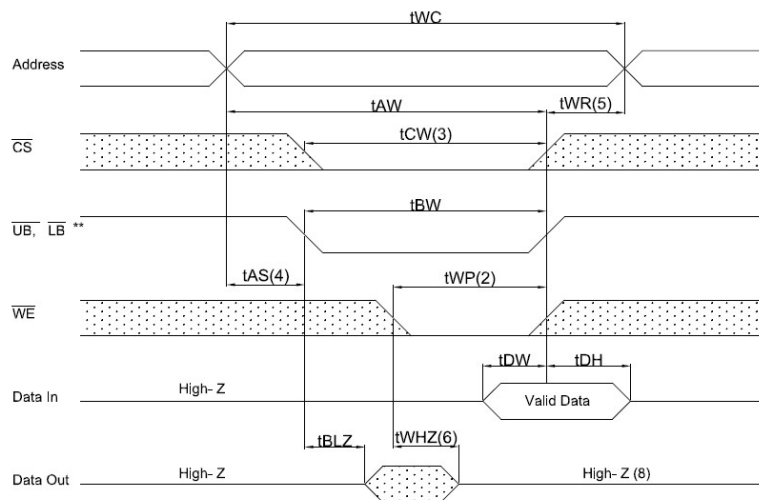 tWC
Address
tAW
tWR(5)
CS
tCW(3)
UB, LB **
tBW
tAS(4)
tWP(2)
WE
tDW
tDH
Data In
High- Z
Valid Data
tBLZ
tWHZ(6)
Data Out
High- Z
High- Z (8)